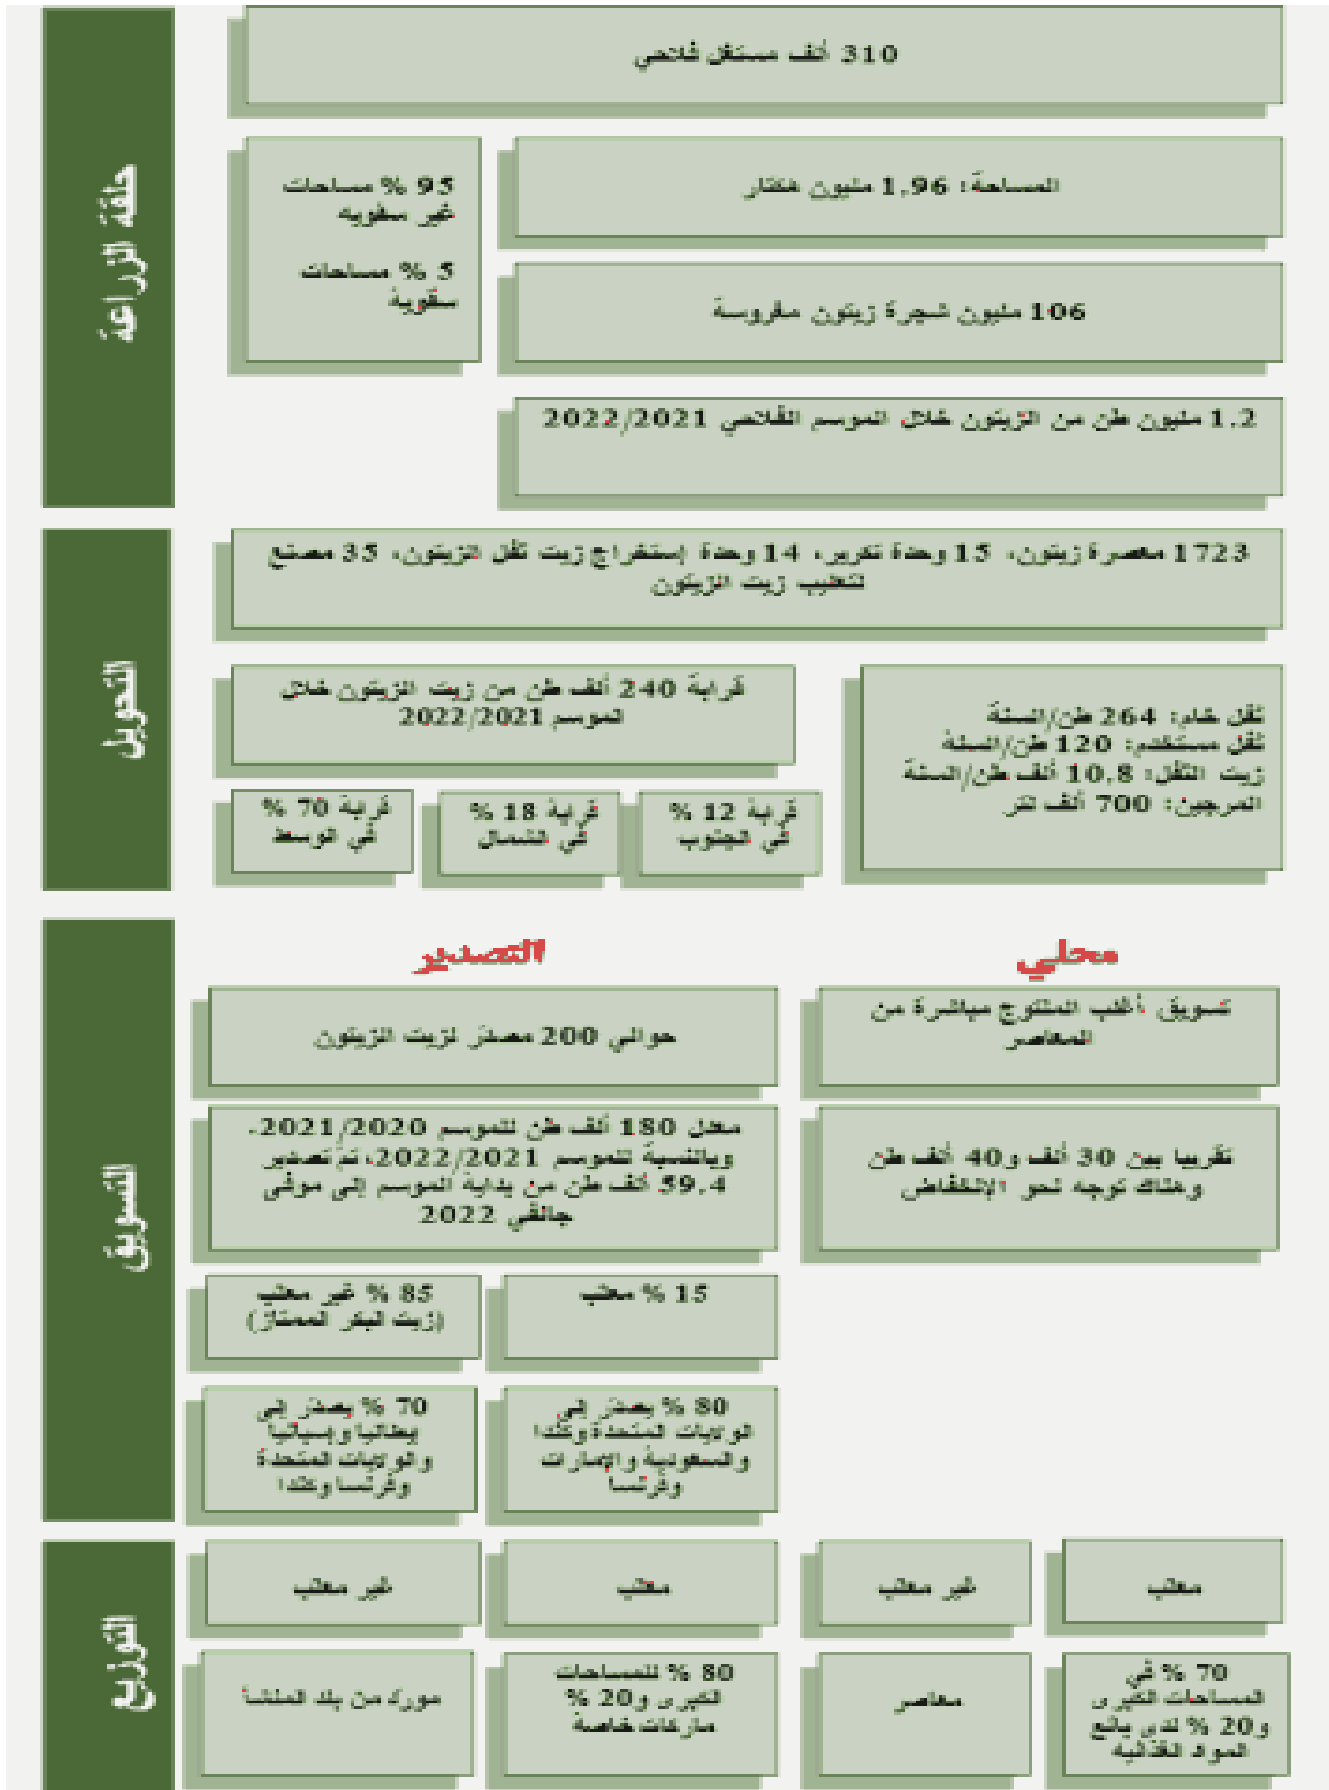 حلقة الزراعة
310 ألف مستغل فلاحي
المساحة: 1,96 مليون هكتار
95 % مساحات
غير سقوية
5 % مساحات
سقوية
106 مليون شجرة زيتون مغروسة
1.2 مليون طن من الزيتون خلال الموسم الفلاحي 2022/2021
التحويل
1723 معصرة زيتون، 15 وحدة تكرير، 14 وحدة إستخراج زيت ثفل الزيتون، 35 مصنع
لتعليب زيت الزيتون
ثفل خام: 264 طن/السنة
ثفل مستخدم: 120 طن/السنة
زيت الثفل: 10,8 ألف طن/السنة
المرجين: 700 ألف لتر
قرابة 240 ألف طن من زيت الزيتون خلال
الموسم 2022/2021
قرابة 12 %
في الجنوب
قرابة 18 %
في الشمال
قرابة 70 %
في الوسط
التسويق
محلي
تسويق أغلب المنتوج مباشرة من
المعاصر
تقريبا بين 30 ألف و40 ألف طن
وهناك توجه نحو الإنخفاض
التصدير
حوالي 200 مصدّر لزيت الزيتون
معدل 180 ألف طن للموسم 2021/2020،
وبالنسبة للموسم 2022/2021، تمّ تصدير
59.4 ألف طن من بداية الموسم إلى موفى
جانفي 2022
15 % معلب
85 % غير معلب
(زيت البكر الممتاز)
80 % يصدّر إلى
الولايات المتحدة وكندا
والسعودية والإمارات
وفرنسا
70 % يصدّر إلى
إيطاليا وإسبانيا
والولايات المتحدة
وفرنسا وكندا
التوزيع
معلب
غير معلب
معلب
غير معلب
70 % في
المساحات الكبرى
و20 % لدى بائع
المواد الغذائية
معاصر
80 % للمساحات
الكبرى و20 %
ماركات خاصة
مورد من بلد المنشأ